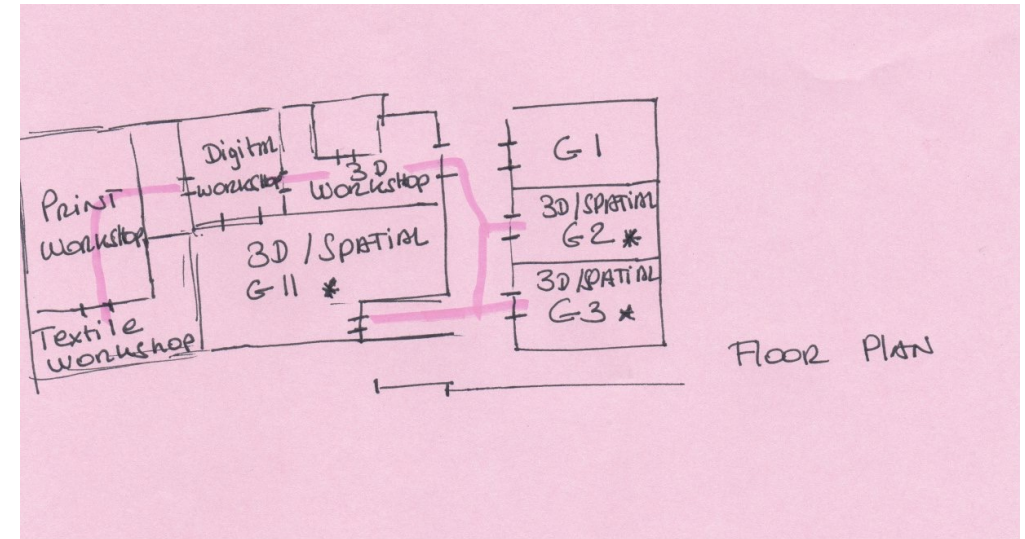 PRINT
WORKSHOP
Textile
WORKSHOP
Digital
WORKSHOP
3D
WORKSHOP
3D / SPATIAL
G11 *
G1
3D / SPATIAL
G2 *
3D / SPATIAL
G3 *
FLOOR PLAN